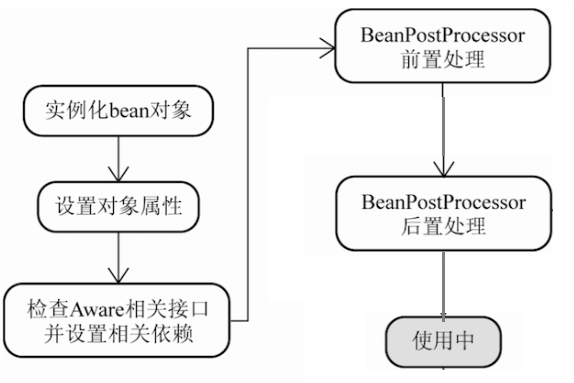 实例化bean对象
设置对象属性
检查Aware相关接口
并设置相关依赖
BeanPostProcessor
前置处理
BeanPostProcessor
后置处理
使用中